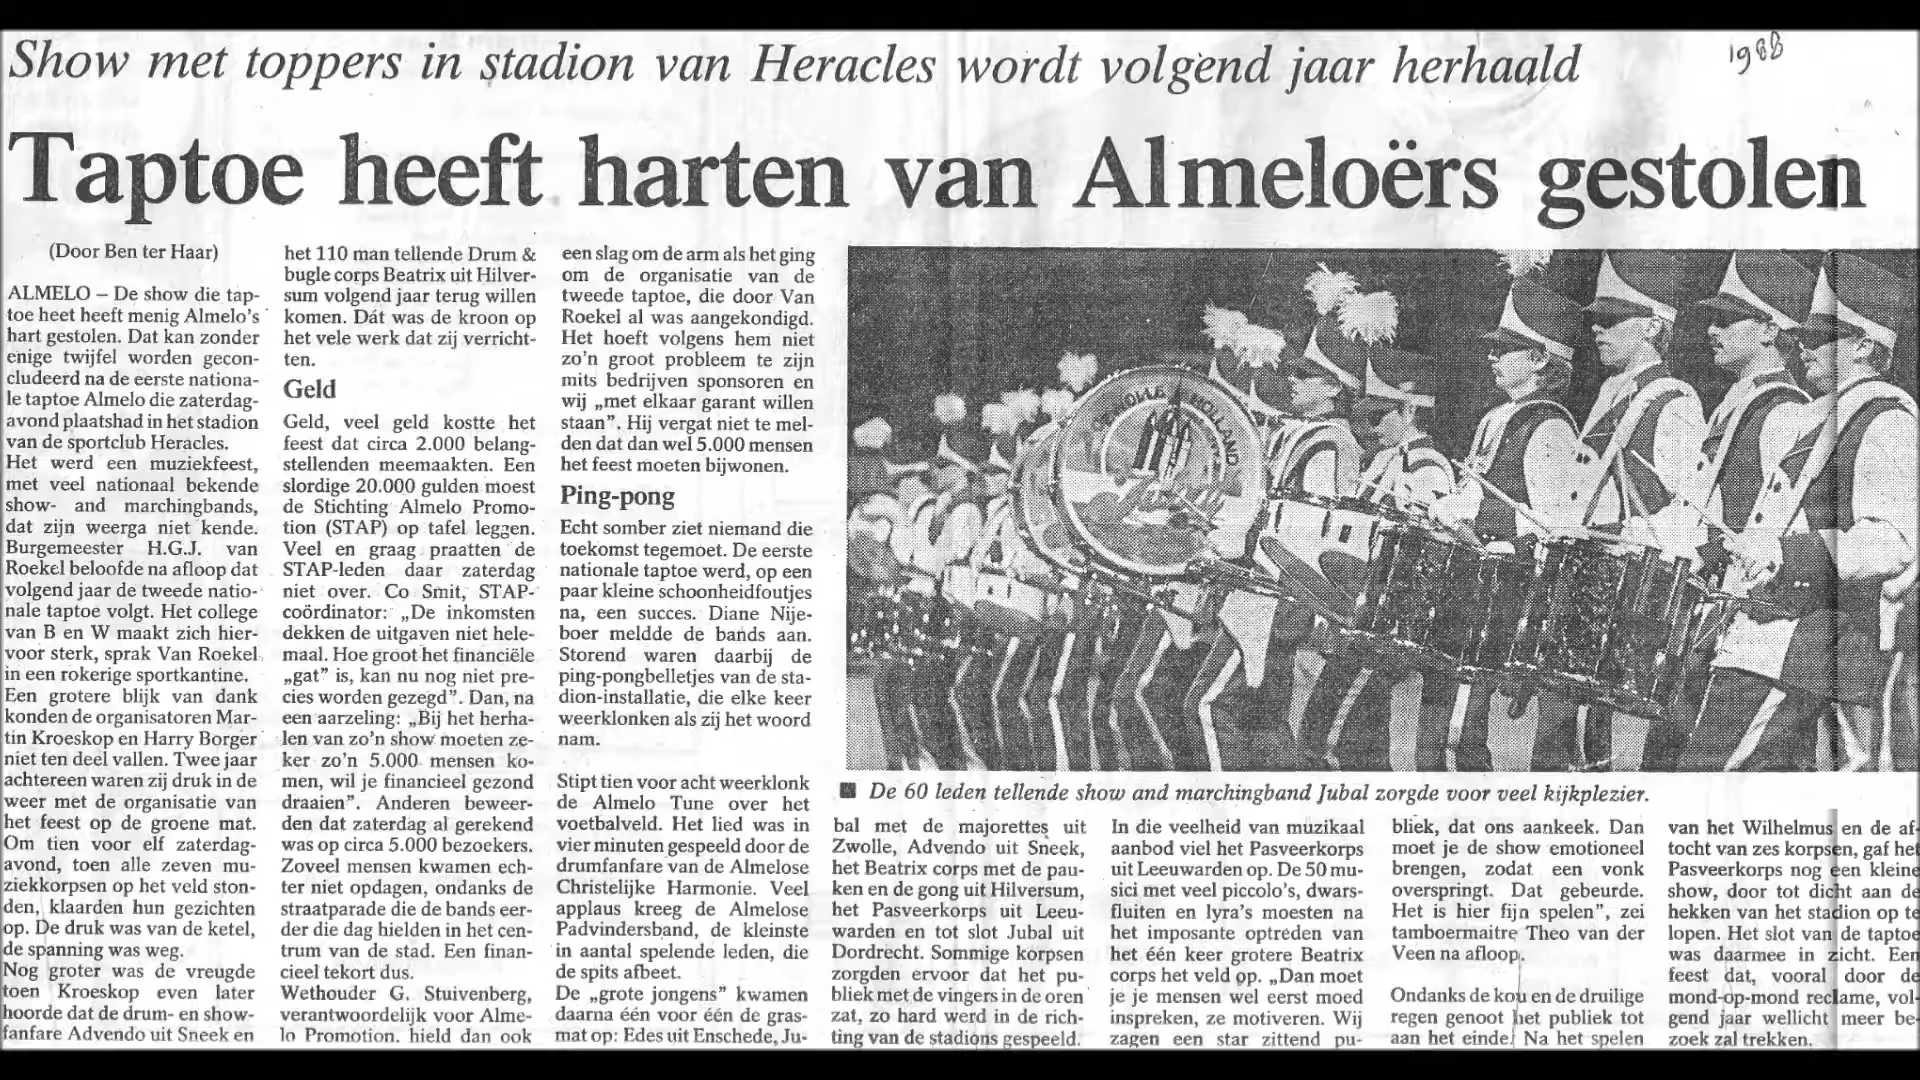 Show met toppers in stadion van Heracles wordt volgend jaar herhaald
1988
Taptoe heeft harten van Almeloërs gestolen
(Door Ben ter Haar)
ALMELO – De show die tap-
toe heet heeft menig Almelo's
hart gestolen. Dat kan zonder
enige twijfel worden gecon-
cludeerd na de eerste nationa-
le taptoe Almelo die zaterdag-
avond plaatshad in het stadion
van de sportclub Heracles.
Het werd een muziekfeest,
met veel nationaal bekende
show- and marchingbands,
dat zijn weerga niet kende.
Burgemeester H.G.J. van
Roekel beloofde na afloop dat
volgend jaar de tweede natio-
nale taptoe volgt. Het college
van B en W maakt zich hier-
voor sterk, sprak Van Roekel
in een rokerige sportkantine.
Een grotere blijk van dank
konden de organisatoren Mar-
tin Kroeskop en Harry Borger
niet ten deel vallen. Twee jaar
achtereen waren zij druk in de
weer met de organisatie van
het feest op de groene mat.
Om tien voor elf zaterdag-
avond, toen alle zeven mu-
ziekkorpsen op het veld ston-
den, klaarden hun gezichten
op. De druk was van de ketel,
de spanning was weg.
Nog groter was de vreugde
toen Kroeskop even later
hoorde dat de drum- en show-
fanfare Advendo uit Sneek en
het 110 man tellende Drum &
bugle corps Beatrix uit Hilver-
sum volgend jaar terug willen
komen. Dát was de kroon op
het vele werk dat zij verricht-
ten.
Geld
Geld, veel geld kostte het
feest dat circa 2.000 belang-
stellenden meemaakten. Een
slordige 20.000 gulden moest
de Stichting Almelo Promo-
tion (STAP) op tafel leggen.
Veel en graag praatten de
STAP-leden daar zaterdag
niet over. Co Smit, STAP-
coördinator: „De inkomsten
dekken de uitgaven niet hele-
maal. Hoe groot het financiële
„gat” is, kan nu nog niet pre-
cies worden gezegd”. Dan, na
een aarzeling: „Bij het herha-
len van zo'n show moeten ze-
ker zo'n 5.000 mensen ko-
men, wil je financieel gezond
draaien”. Anderen beweer-
den dat zaterdag al gerekend
was op circa 5.000 bezoekers.
Zoveel mensen kwamen ech-
ter niet opdagen, ondanks de
straatparade die de bands eer-
der die dag hielden in het cen-
trum van de stad. Een finan-
cieel tekort dus.
Wethouder G. Stuivenberg,
verantwoordelijk voor Alme-
lo Promotion, hield dan ook
een slag om de arm als het ging
om de organisatie van de
tweede taptoe, die door Van
Roekel al was aangekondigd.
Het hoeft volgens hem niet
zo'n groot probleem te zijn
mits bedrijven sponsoren en
wij „met elkaar garant willen
staan”. Hij vergat niet te mel-
den dat dan wel 5.000 mensen
het feest moeten bijwonen.
Ping-pong
Echt somber ziet niemand die
toekomst tegemoet. De eerste
nationale taptoe werd, op een
paar kleine schoonheidfoutjes
na, een succes. Diane Nije-
boer meldde de bands aan.
Storend waren daarbij de
ping-pongbelletjes van de sta-
dion-installatie, die elke keer
weerklonken als zij het woord
nam.
Stipt tien voor acht weerklonk
de Almelo Tune over het
voetbalveld. Het lied was in
vier minuten gespeeld door de
drumfanfare van de Almelose
Christelijke Harmonie. Veel
applaus kreeg de Almelose
Padvindersband, de kleinste
in aantal spelende leden, die
de spits afbeet.
De „grote jongens” kwamen
daarna één voor één de gras-
mat op: Edes uit Enschede, Ju-
ZWOLLE HOLLAND
De 60 leden tellende show and marchingband Jubal zorgde voor veel kijkplezier.
bal met de majorettes uit
Zwolle, Advendo uit Sneek,
het Beatrix corps met de pau-
ken en de gong uit Hilversum,
het Pasveerkorps uit Leeu-
warden en tot slot Jubal uit
Dordrecht. Sommige korpsen
zorgden ervoor dat het pu-
bliek met de vingers in de oren
zat, zo hard werd in de rich-
ting van de stadions gespeeld.
In die veelheid van muzikaal
aanbod viel het Pasveerkorps
uit Leeuwarden op. De 50 mu-
sici met veel piccolo's, dwars-
fluiten en lyra's moesten na
het imposante optreden van
het één keer grotere Beatrix
corps het veld op. „Dan moet
je je mensen wel eerst moed
inspreken, ze motiveren. Wij
zagen een star zittend pu-
bliek, dat ons aankeek. Dan
moet je de show emotioneel
brengen, zodat een vonk
overspringt. Dat gebeurde.
Het is hier fijn spelen”, zei
tamboermaitre Theo van der
Veen na afloop.
Ondanks de kou en de druilige
regen genoot het publiek tot
aan het einde. Na het spelen
van het Wilhelmus en de af-
tocht van zes korpsen, gaf het
Pasveerkorps nog een kleine
show, door tot dicht aan de
hekken van het stadion op te
lopen. Het slot van de taptoe
was daarmee in zicht. Een
feest dat, vooral door de
mond-op-mond reclame, vol-
gend jaar wellicht meer be-
zoek zal trekken.